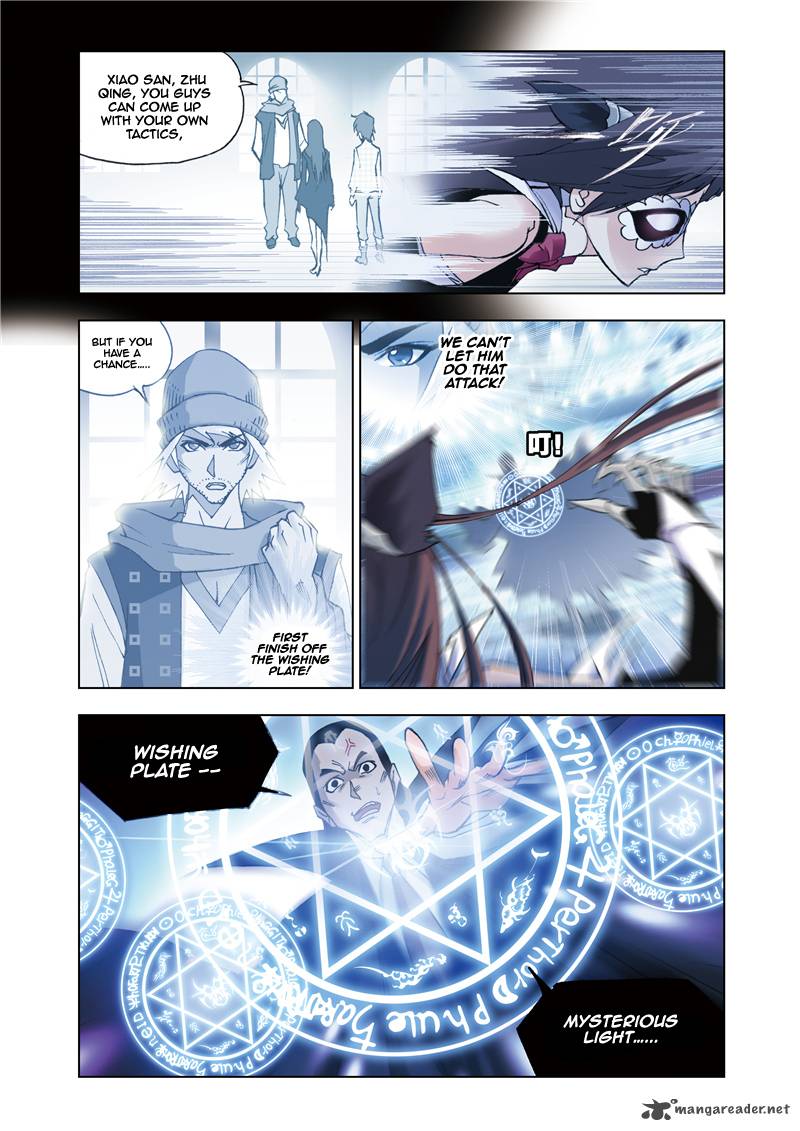 XIAO SAN, ZHU
QING, YOU GUYS
CAN COME UP
WITH YOUR OWN
TACTICS,
BUT IF YOU
HAVE A
CHANCE.....
FIRST
FINISH OFF
THE WISHING
PLATE!
WE CAN'T
LET HIM
DO THAT
ATTACK!
叮!
WISHING
PLATE --
MYSTERIOUS
LIGHT......
mangareader.net